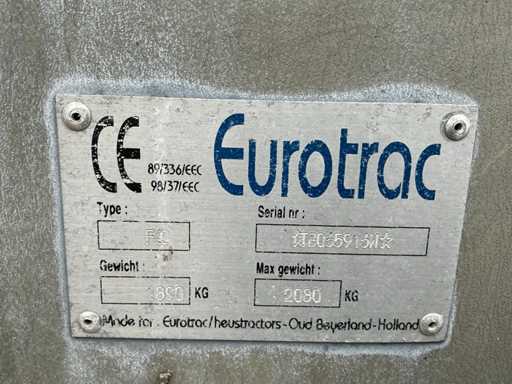 CE 89/336/EEC Eurotrac
98/37/EEC
Type : Serial nr :
Gewicht : Max gewicht :
KG 2080 KG
Made for : Eurotrac/heustractors-Oud Beyerland-Holland